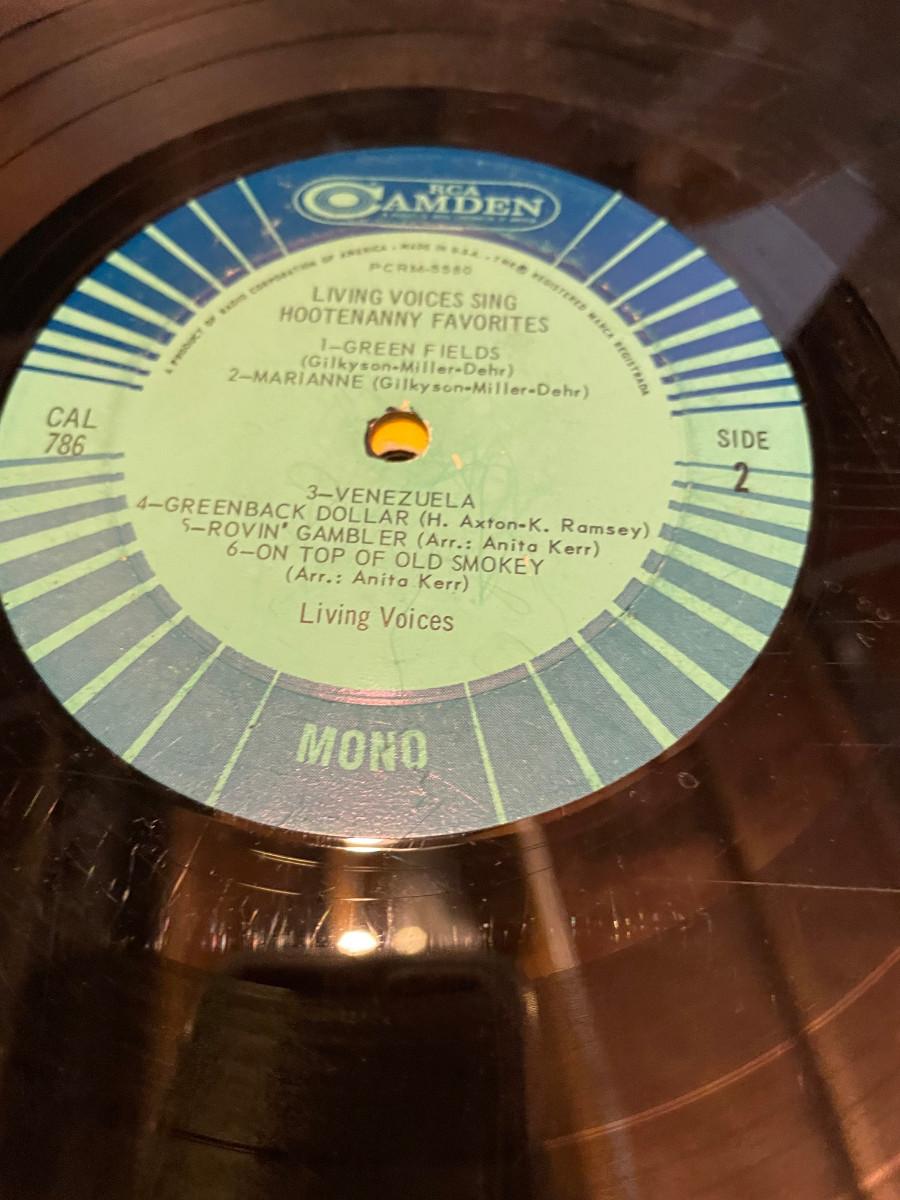 RCA
CAMDEN
A PRODUCT OF RADIO CORPORATION OF AMERICA • MADE IN U.S.A. • TMK ® REGISTERED MARCA REGISTRADA
PCRM-5580
LIVING VOICES SING
HOOTENANNY FAVORITES
1—GREEN FIELDS
(Gilkyson-Miller-Dehr)
2—MARIANNE (Gilkyson-Miller-Dehr)
CAL
786
SIDE
2
3—VENEZUELA
4—GREENBACK DOLLAR (H. Axton-K. Ramsey)
5—ROVIN' GAMBLER (Arr.: Anita Kerr)
6—ON TOP OF OLD SMOKEY
(Arr.: Anita Kerr)
Living Voices
MONO